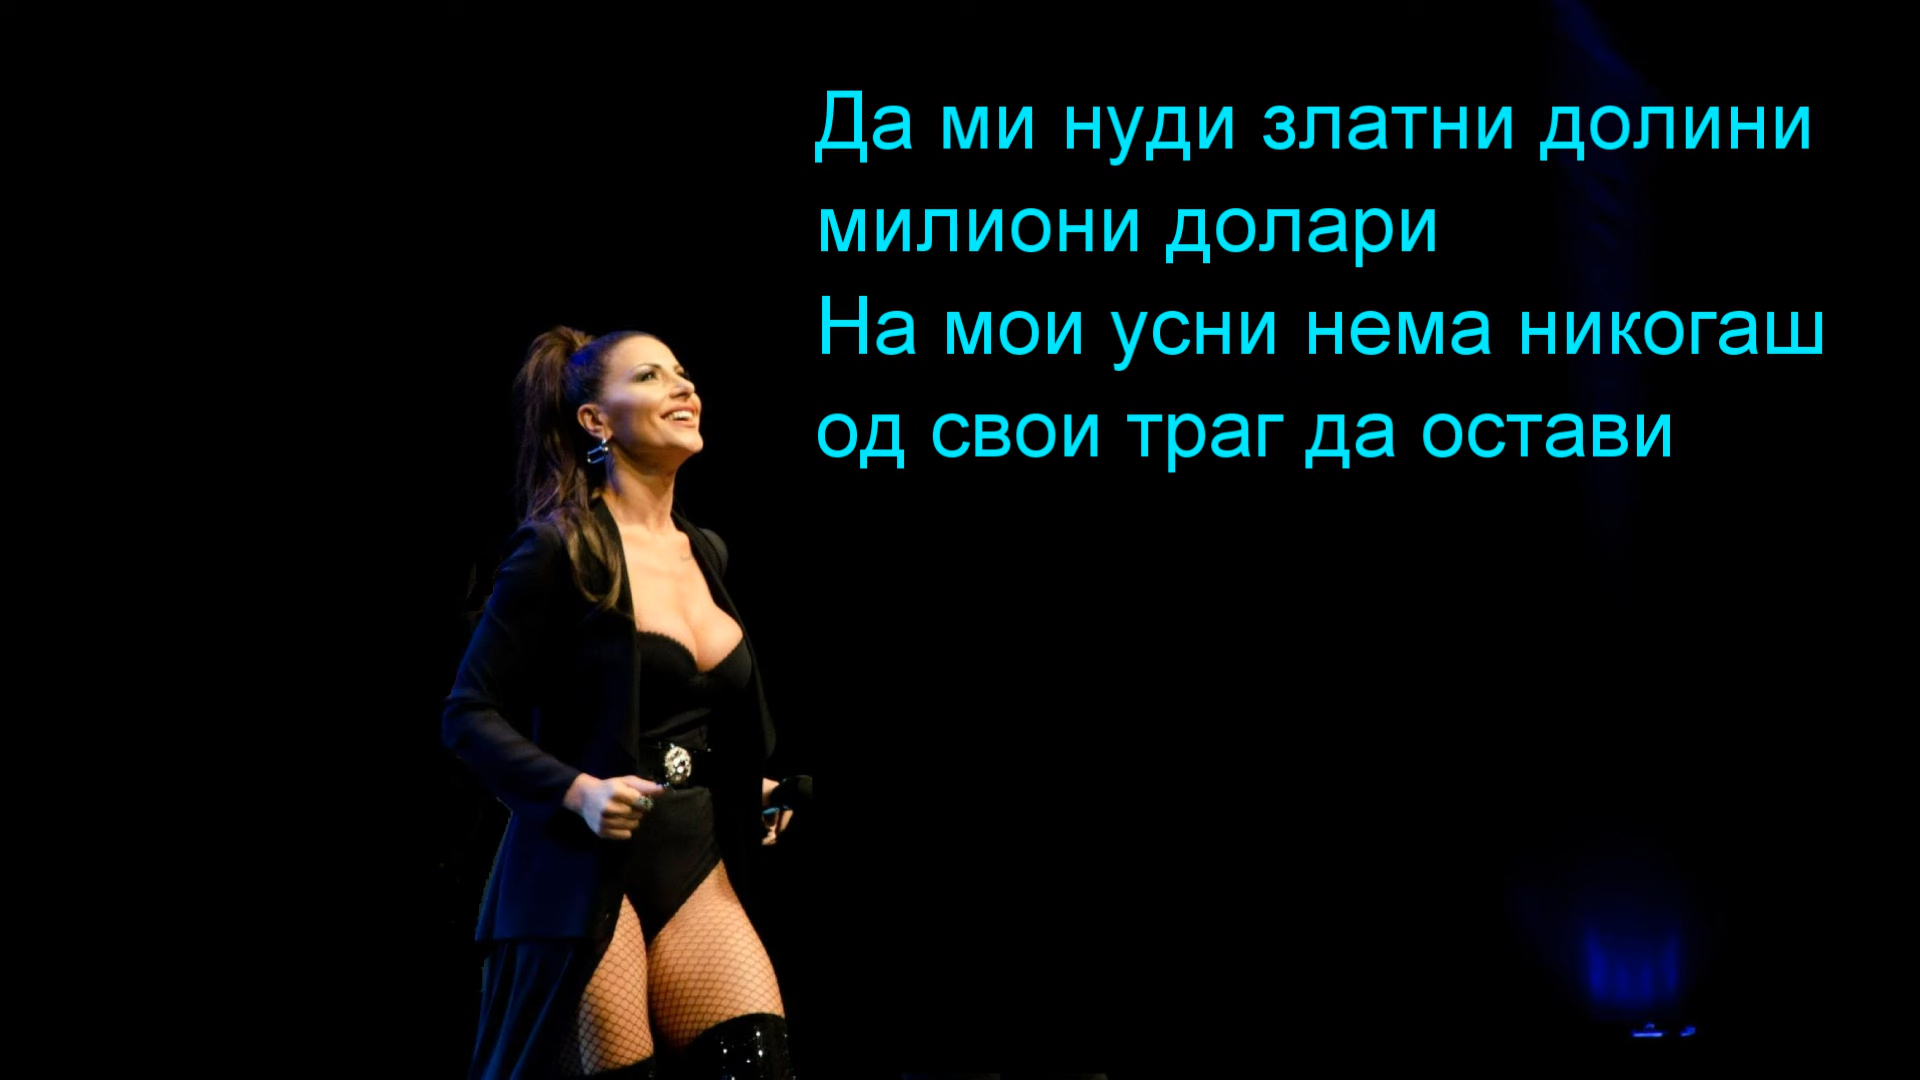 Да ми нуди златни долини
милиони долари
На мои усни нема никогаш
од свои траг да остави